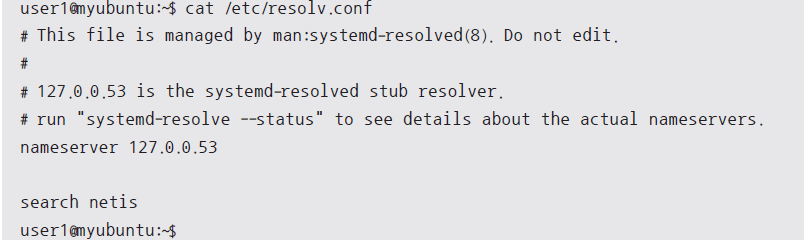 user1@myubuntu:~$ cat /etc/resolv.conf
# This file is managed by man:systemd-resolved(8). Do not edit.
#
# 127.0.0.53 is the systemd-resolved stub resolver.
# run "systemd-resolve --status" to see details about the actual nameservers.
nameserver 127.0.0.53
search netis
user1@myubuntu:~$